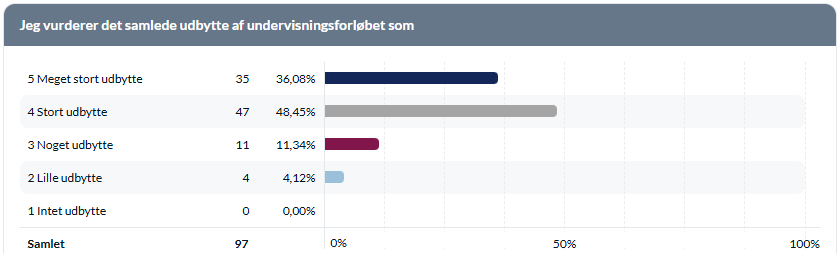 Jeg vurderer det samlede udbytte af undervisningsforløbet som
5 Meget stort udbytte 35 36,08%
4 Stort udbytte 47 48,45%
3 Noget udbytte 11 11,34%
2 Lille udbytte 4 4,12%
1 Intet udbytte 0 0,00%
Samlet 97 0% 50% 100%